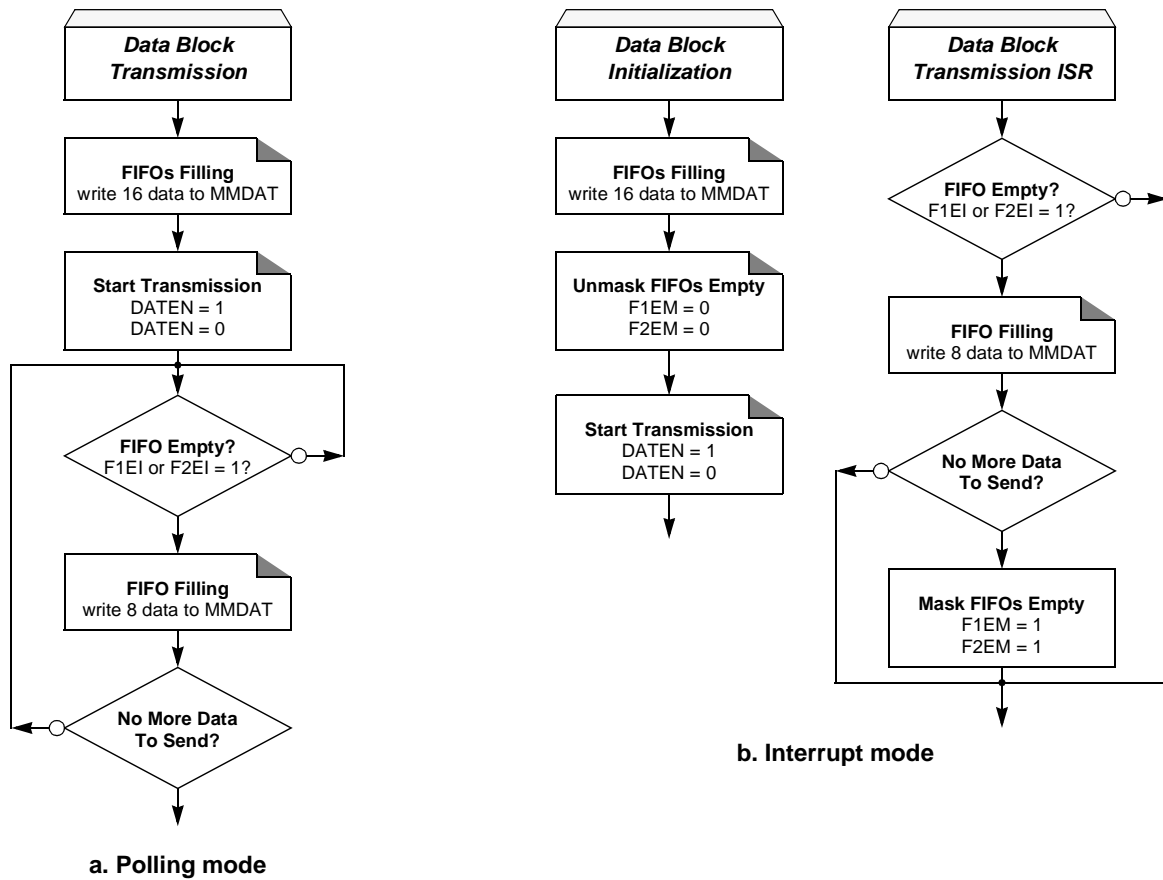 Data Block
Transmission
FIFOs Filling
write 16 data to MMDAT
Start Transmission
DATEN = 1
DATEN = 0
FIFO Empty?
F1EI or F2EI = 1?
FIFO Filling
write 8 data to MMDAT
No More Data
To Send?
a. Polling mode
Data Block
Initialization
FIFOs Filling
write 16 data to MMDAT
Unmask FIFOs Empty
F1EM = 0
F2EM = 0
Start Transmission
DATEN = 1
DATEN = 0
Data Block
Transmission ISR
FIFO Empty?
F1EI or F2EI = 1?
FIFO Filling
write 8 data to MMDAT
No More Data
To Send?
Mask FIFOs Empty
F1EM = 1
F2EM = 1
b. Interrupt mode